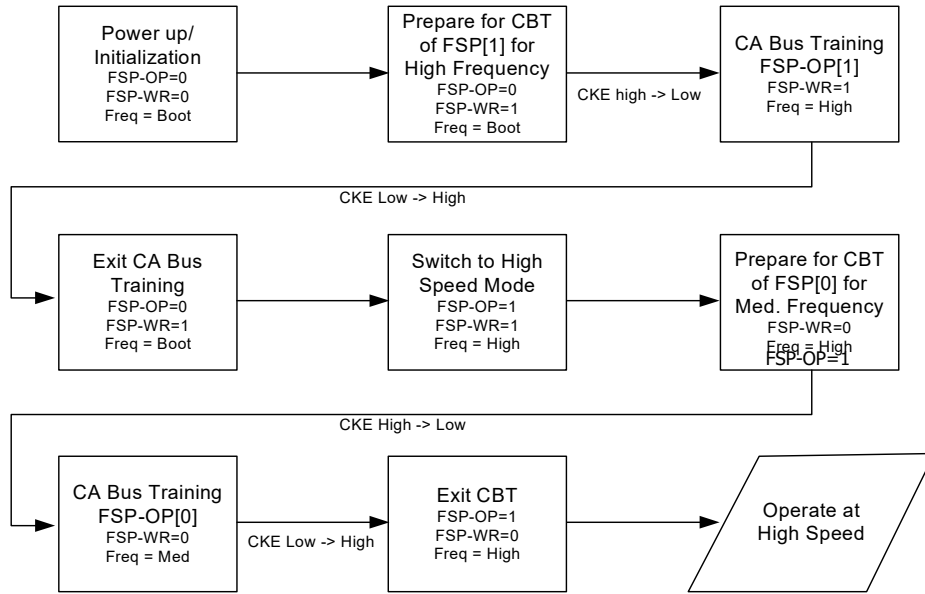 Power up/
Initialization
FSP-OP=0
FSP-WR=0
Freq = Boot
Prepare for CBT
of FSP[1] for
High Frequency
FSP-OP=0
FSP-WR=1
Freq = Boot
CKE high -> Low
CA Bus Training
FSP-OP[1]
FSP-WR=1
Freq = High
CKE Low -> High
Exit CA Bus
Training
FSP-OP=0
FSP-WR=1
Freq = Boot
Switch to High
Speed Mode
FSP-OP=1
FSP-WR=1
Freq = High
Prepare for CBT
of FSP[0] for
Med. Frequency
FSP-WR=0
Freq = High
FSP-OP=1
CKE High -> Low
CA Bus Training
FSP-OP[0]
FSP-WR=0
Freq = Med
CKE Low -> High
Exit CBT
FSP-OP=1
FSP-WR=0
Freq = High
Operate at
High Speed